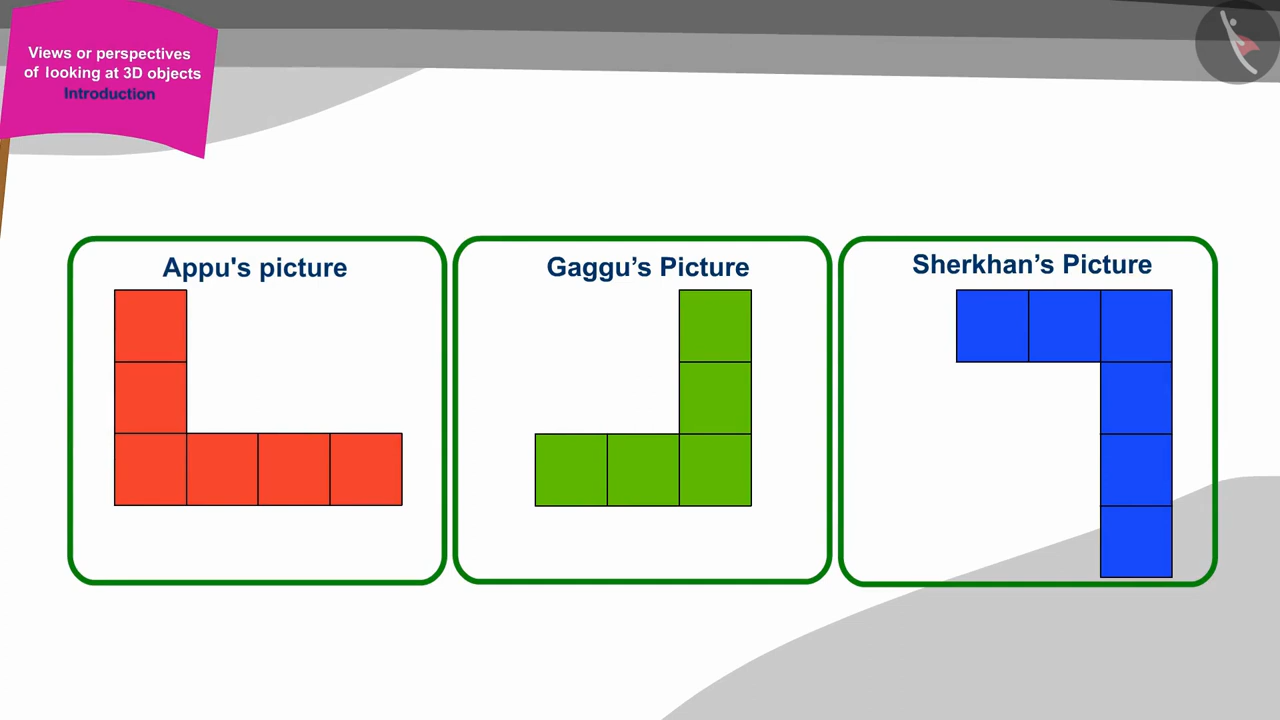 Views or perspectives
of looking at 3D objects
Introduction
Appu's picture
Gaggu’s Picture
Sherkhan’s Picture